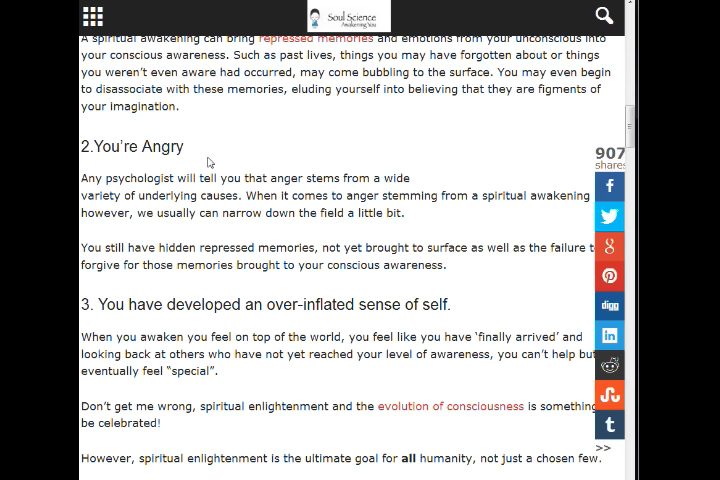 Soul Science
Awakening You
A spiritual awakening can bring repressed memories and emotions from your unconscious into
your conscious awareness. Such as past lives, things you may have forgotten about or things
you weren't even aware had occurred, may come bubbling to the surface. You may even begin
to disassociate with these memories, eluding yourself into believing that they are figments of
your imagination.
2.You're Angry
Any psychologist will tell you that anger stems from a wide
variety of underlying causes. When it comes to anger stemming from a spiritual awakening
however, we usually can narrow down the field a little bit.
You still have hidden repressed memories, not yet brought to surface as well as the failure
forgive for those memories brought to your conscious awareness.
3. You have developed an over-inflated sense of self.
When you awaken you feel on top of the world, you feel like you have 'finally arrived' and
looking back at others who have not yet reached your level of awareness, you can't help but
eventually feel "special".
Don't get me wrong, spiritual enlightenment and the evolution of consciousness is something
be celebrated!
However, spiritual enlightenment is the ultimate goal for all humanity, not just a chosen few.
907
shares
f
g
digg
in
t
>>